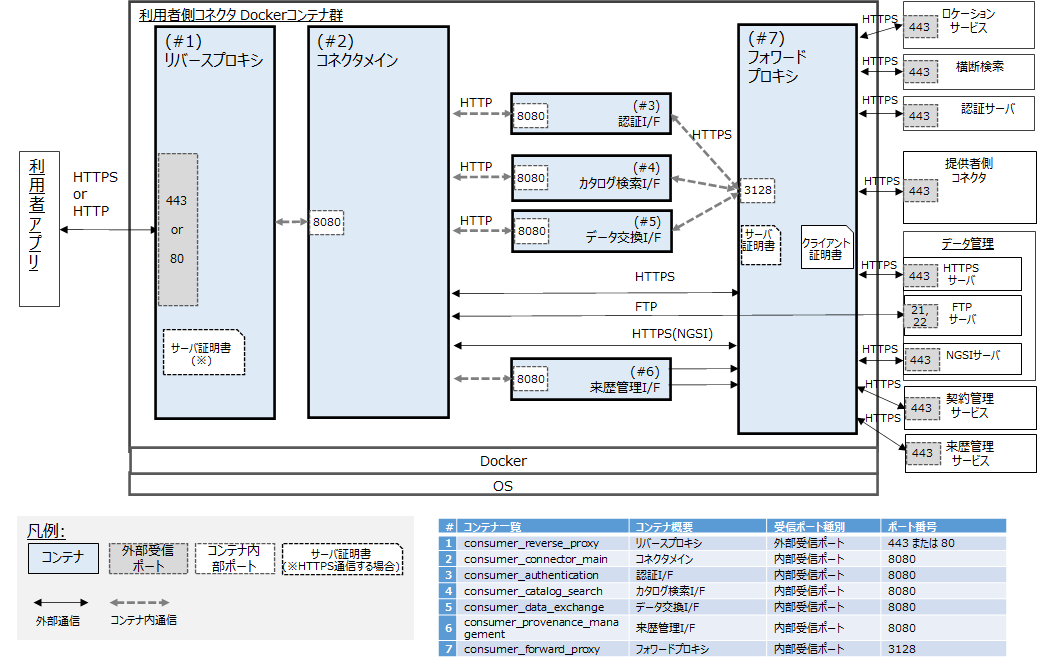 利用者側コネクタ Dockerコンテナ群
(#1)
リバースプロキシ
(#2)
コネクタメイン
(#7)
フォワード
プロキシ
利用者アプリ
HTTPS
or
HTTP
443
or
80
サーバ証明書
(※)
8080
HTTP
8080
(#3)
認証I/F
HTTP
8080
(#4)
カタログ検索I/F
HTTP
8080
(#5)
データ交換I/F
HTTPS
3128
サーバ
証明書
クライアント
証明書
HTTPS
FTP
HTTPS(NGSI)
8080
(#6)
来歴管理I/F
HTTPS
443
ロケーション
サービス
HTTPS
443
横断検索
HTTPS
443
認証サーバ
HTTPS
443
提供者側
コネクタ
データ管理
HTTPS
443
HTTPS
サーバ
21,
22
FTP
サーバ
HTTPS
443
NGSIサーバ
HTTPS
443
契約管理
サービス
HTTPS
443
来歴管理
サービス
Docker
OS
凡例:
コンテナ
外部受信
ポート
コンテナ内
部ポート
サーバ証明書
(※HTTPS通信する場合)
外部通信
コンテナ内通信
# コンテナ一覧 コンテナ概要 受信ポート種別 ポート番号
1 consumer_reverse_proxy リバースプロキシ 外部受信ポート 443 または 80
2 consumer_connector_main コネクタメイン 内部受信ポート 8080
3 consumer_authentication 認証I/F 内部受信ポート 8080
4 consumer_catalog_search カタログ検索I/F 内部受信ポート 8080
5 consumer_data_exchange データ交換I/F 内部受信ポート 8080
6 consumer_provenance_mana
gement 来歴管理I/F 内部受信ポート 8080
7 consumer_forward_proxy フォワードプロキシ 内部受信ポート 3128